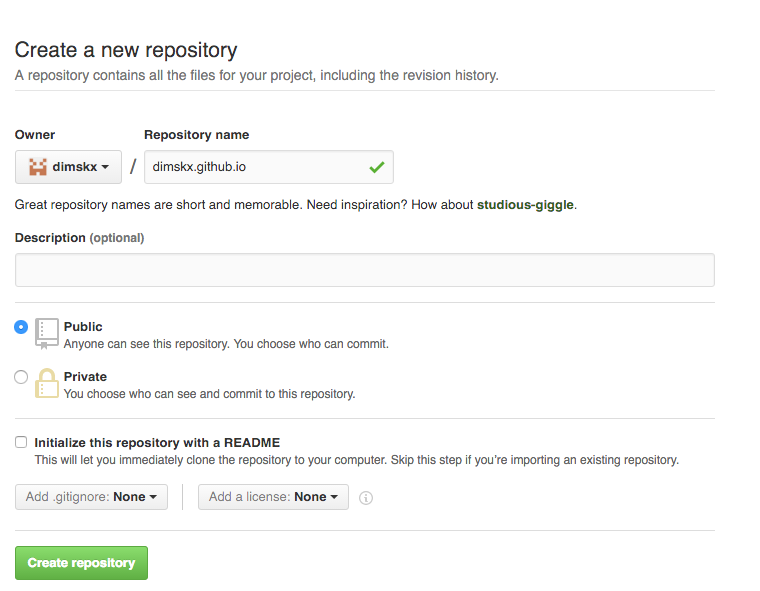 Create a new repository
A repository contains all the files for your project, including the revision history.
Owner Repository name
dimskx / dimskx.github.io
Great repository names are short and memorable. Need inspiration? How about studious-giggle.
Description (optional)
Public
Anyone can see this repository. You choose who can commit.
Private
You choose who can see and commit to this repository.
Initialize this repository with a README
This will let you immediately clone the repository to your computer. Skip this step if you’re importing an existing repository.
Add .gitignore: None Add a license: None
Create repository